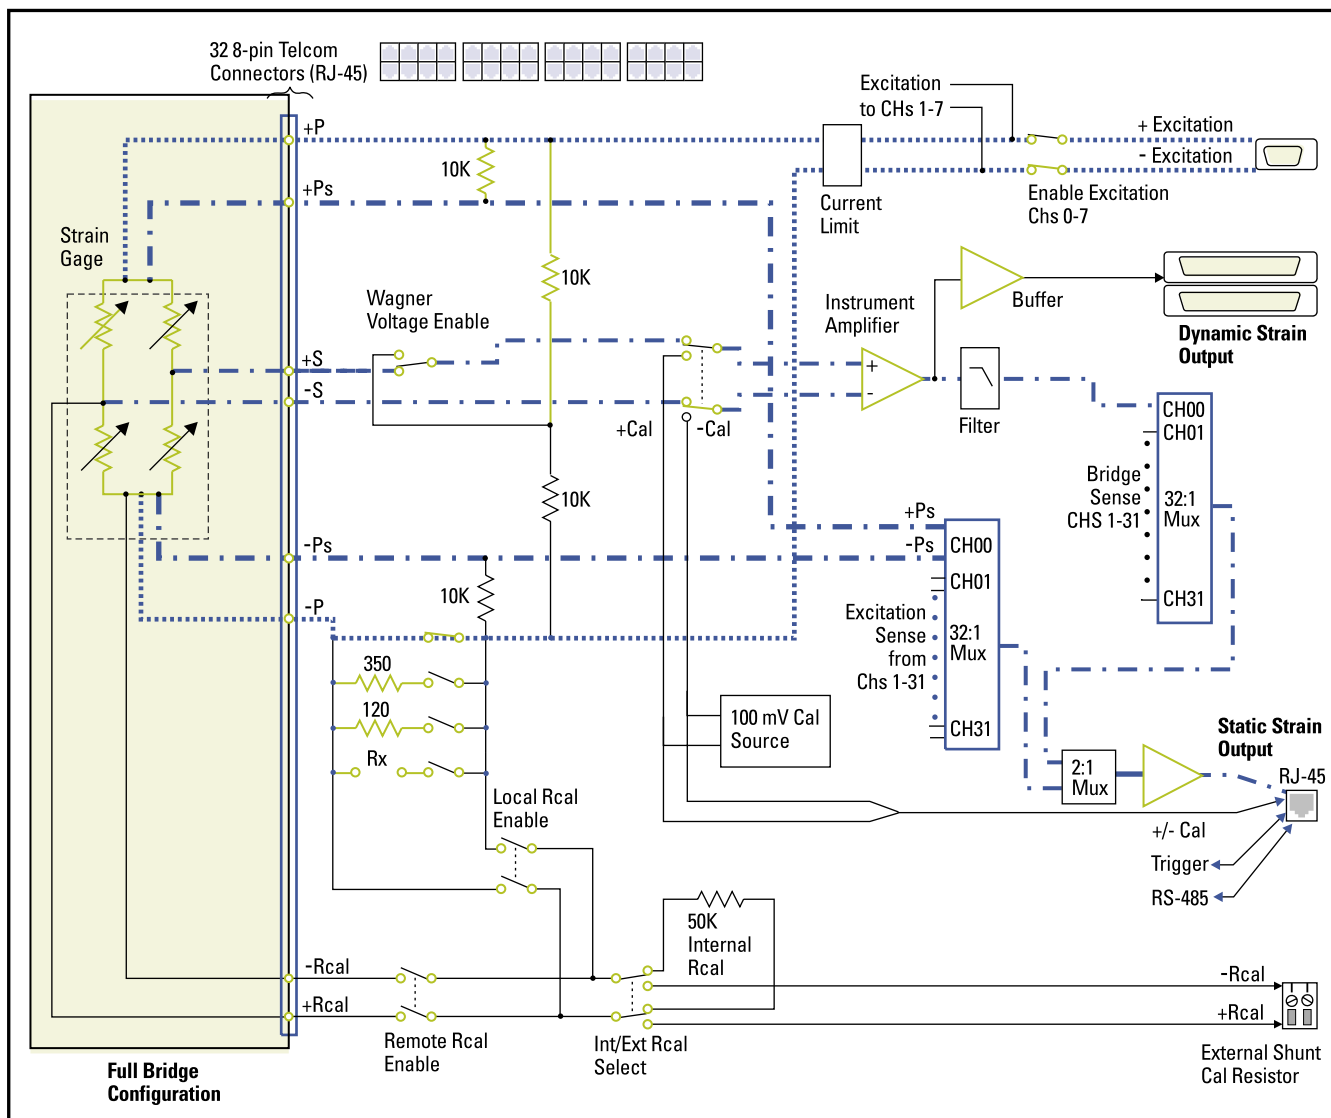 32 8-pin Telcom
Connectors (RJ-45)
Excitation
to CHs 1-7
+P
+ Excitation
- Excitation
10K
+Ps
Current
Limit
Enable Excitation
Chs 0-7
Strain
Gage
10K
Wagner
Voltage Enable
Instrument
Amplifier
Buffer
Dynamic Strain
Output
+S
-S
+
-
+Cal
-Cal
Filter
CH00
CH01
Bridge
Sense
CHS 1-31
32:1
Mux
CH31
10K
+Ps
-Ps
-Ps
CH00
CH01
10K
-P
Excitation
Sense
from
Chs 1-31
32:1
Mux
CH31
350
120
Rx
100 mV Cal
Source
Static Strain
Output
2:1
Mux
RJ-45
Local Rcal
Enable
+/- Cal
Trigger
RS-485
50K
Internal
Rcal
-Rcal
+Rcal
-Rcal
+Rcal
Remote Rcal
Enable
Int/Ext Rcal
Select
External Shunt
Cal Resistor
Full Bridge
Configuration